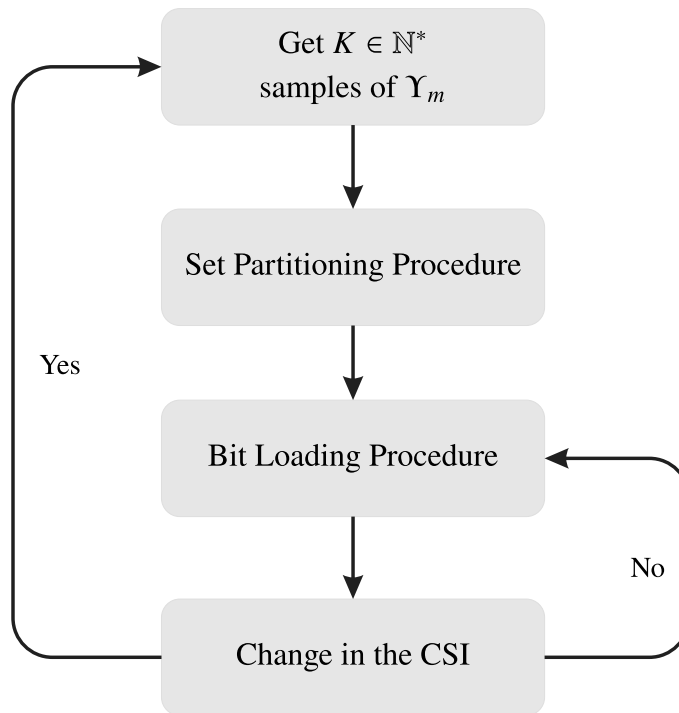 Get K ∈ ℕ*
samples of ϒₘ
Set Partitioning Procedure
Yes
Bit Loading Procedure
No
Change in the CSI